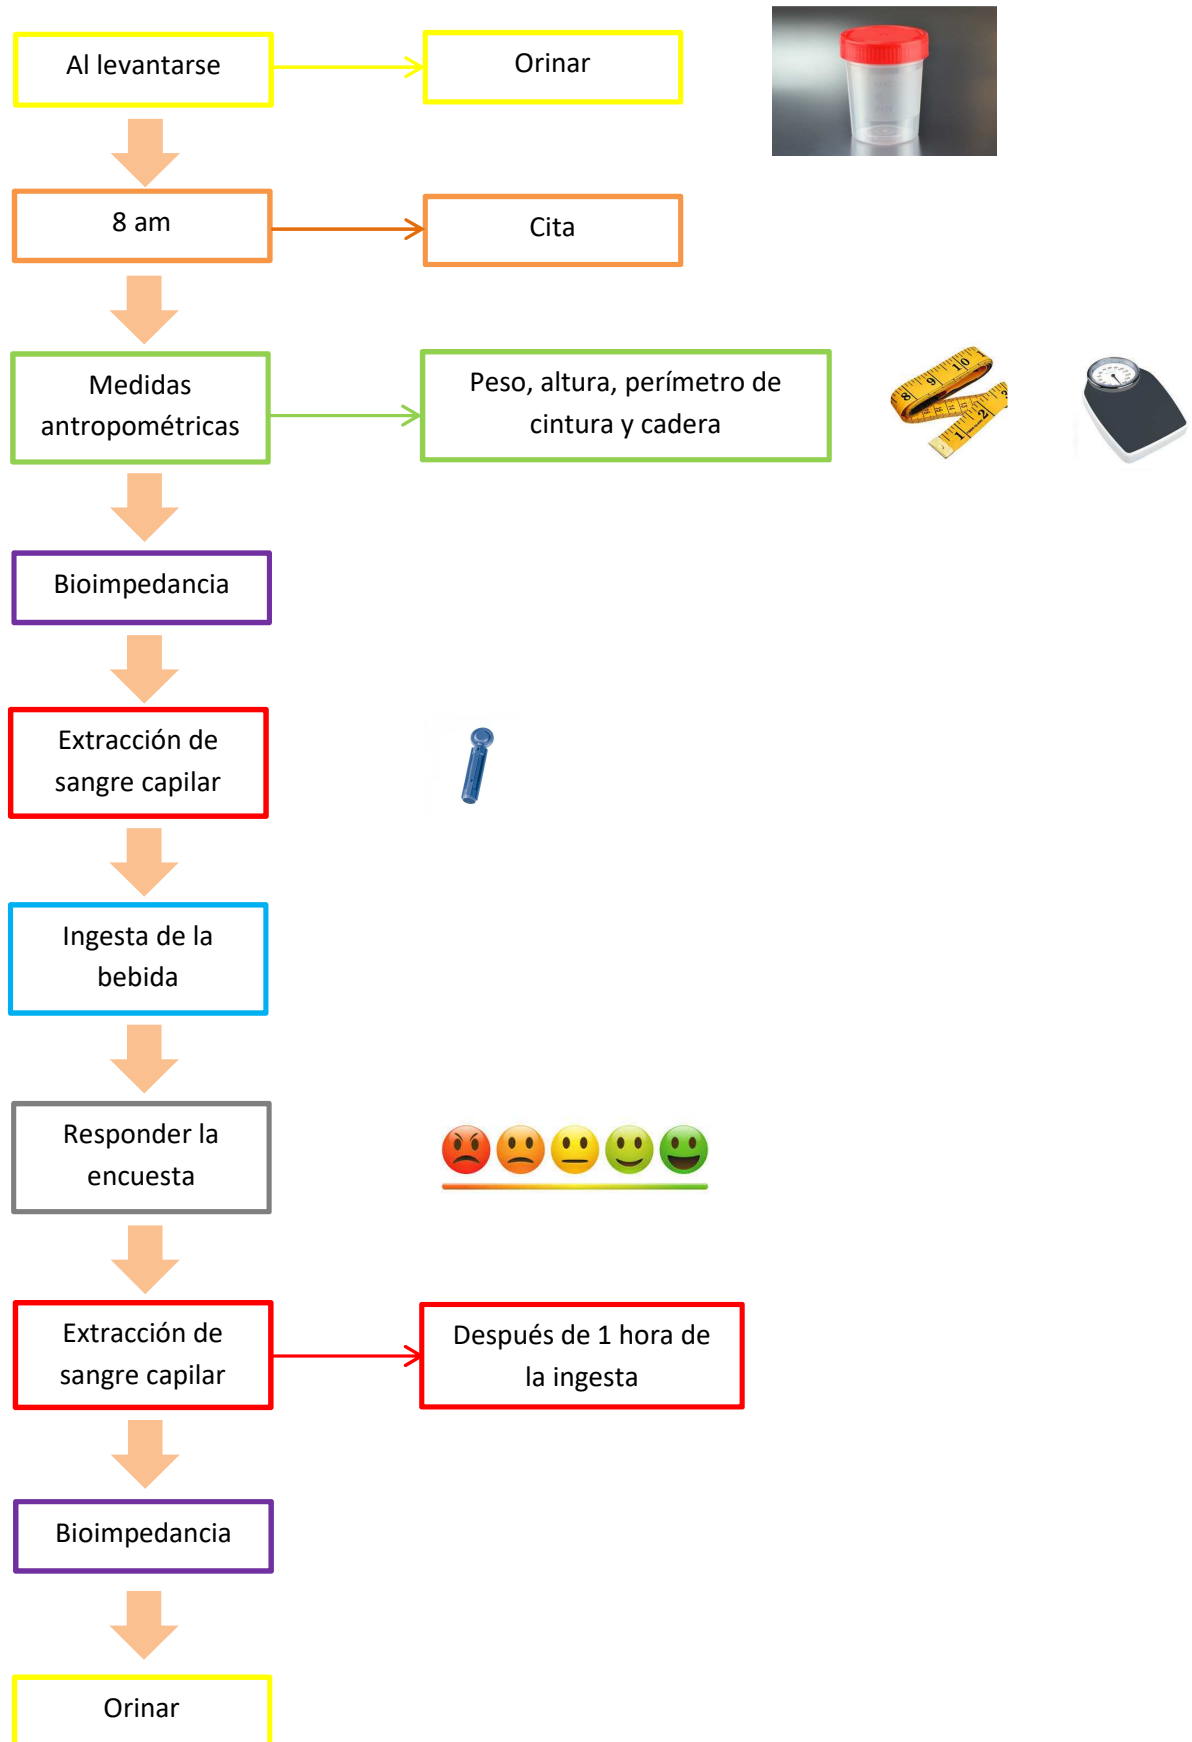 Al levantarse
Orinar
8 am
Cita
Medidas
antropométricas
Peso, altura, perímetro de
cintura y cadera
Bioimpedancia
Extracción de
sangre capilar
Ingesta de la
bebida
Responder la
encuesta
Extracción de
sangre capilar
Después de 1 hora de
la ingesta
Bioimpedancia
Orinar